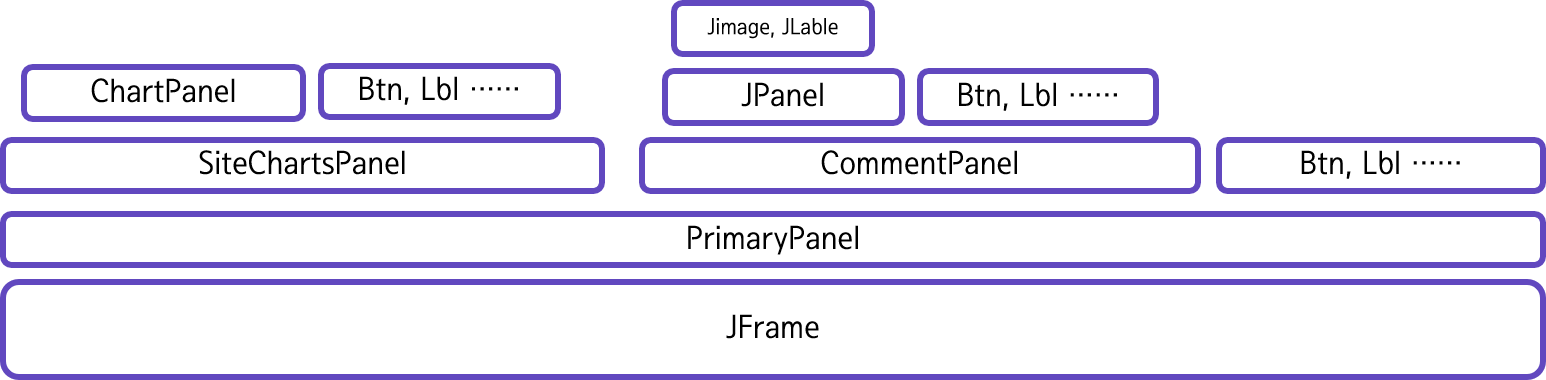 Jimage, JLable
ChartPanel
Btn, Lbl ⋯⋯
JPanel
Btn, Lbl ⋯⋯
SiteChartsPanel
CommentPanel
Btn, Lbl ⋯⋯
PrimaryPanel
JFrame